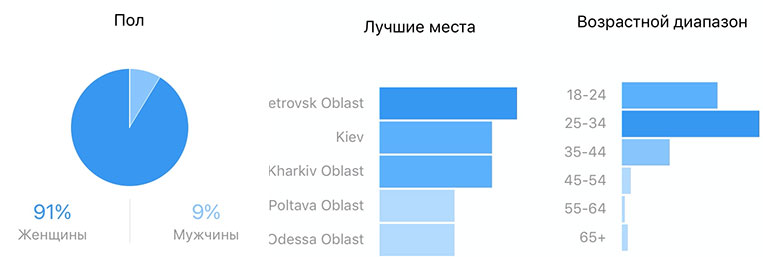 Пол
91%
Женщины
9%
Мужчины
Лучшие места
etrovsk Oblast
Kiev
Kharkiv Oblast
Poltava Oblast
Odessa Oblast
Возрастной диапазон
18-24
25-34
35-44
45-54
55-64
65+